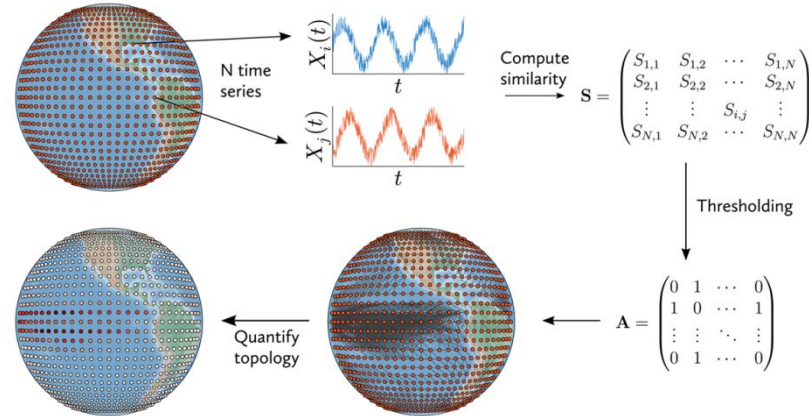 N time
series
X_i(t)
t
X_j(t)
t
Compute
similarity
S = ( S_{1,1} S_{1,2} ⋯ S_{1,N}
S_{2,1} S_{2,2} ⋯ S_{2,N}
⋮ ⋮ S_{i,j} ⋮
S_{N,1} S_{N,2} ⋯ S_{N,N} )
Thresholding
A = ( 0 1 ⋯ 0
1 0 ⋯ 1
⋮ ⋮ ⋱ ⋮
0 1 ⋯ 0 )
Quantify
topology